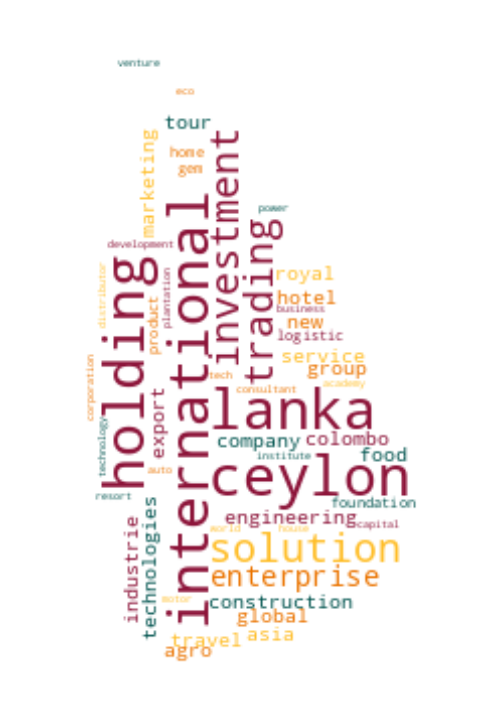 venture
eco
tour
marketing
home
gem
investment
international
power
trading
development
holding
distributor
plantation
product
royal
hotel
business
new
logistic
service
group
tech
consultant
academy
corporation
export
lanka
technology
company
colombo
institute
food
auto
ceylon
resort
foundation
engineering
capital
industrie
technologies
world
house
solution
enterprise
motor
construction
global
travel
asia
agro